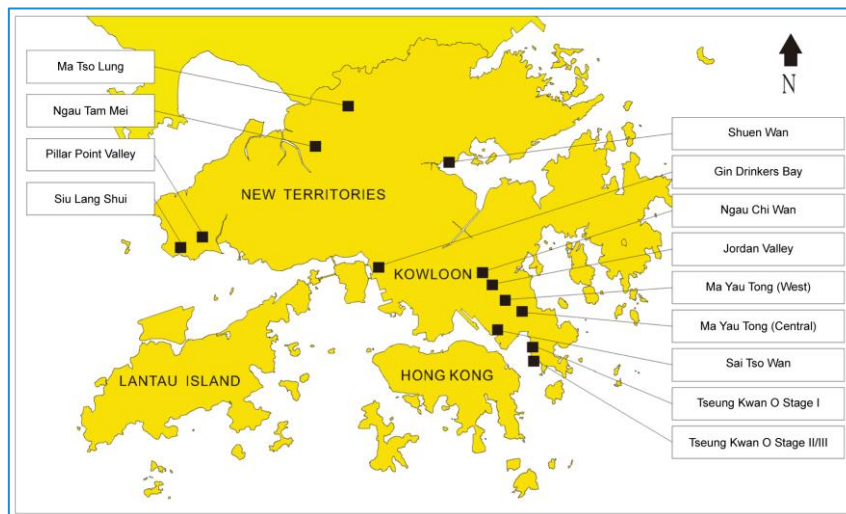 Ma Tso Lung
Ngau Tam Mei
Pillar Point Valley
Siu Lang Shui
N
Shuen Wan
Gin Drinkers Bay
Ngau Chi Wan
Jordan Valley
Ma Yau Tong (West)
Ma Yau Tong (Central)
Sai Tso Wan
Tseung Kwan O Stage I
Tseung Kwan O Stage II/III
NEW TERRITORIES
KOWLOON
LANTAU ISLAND
HONG KONG